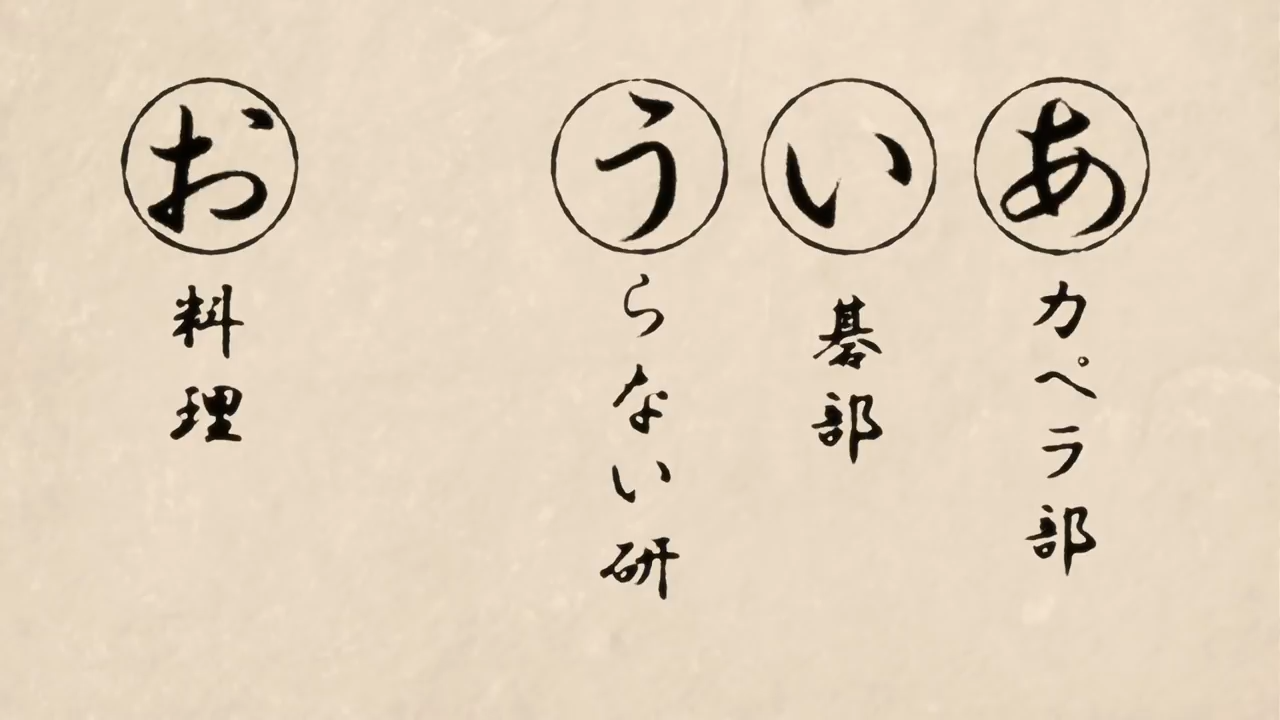 あカペラ部
い碁部
うらない研
お料理